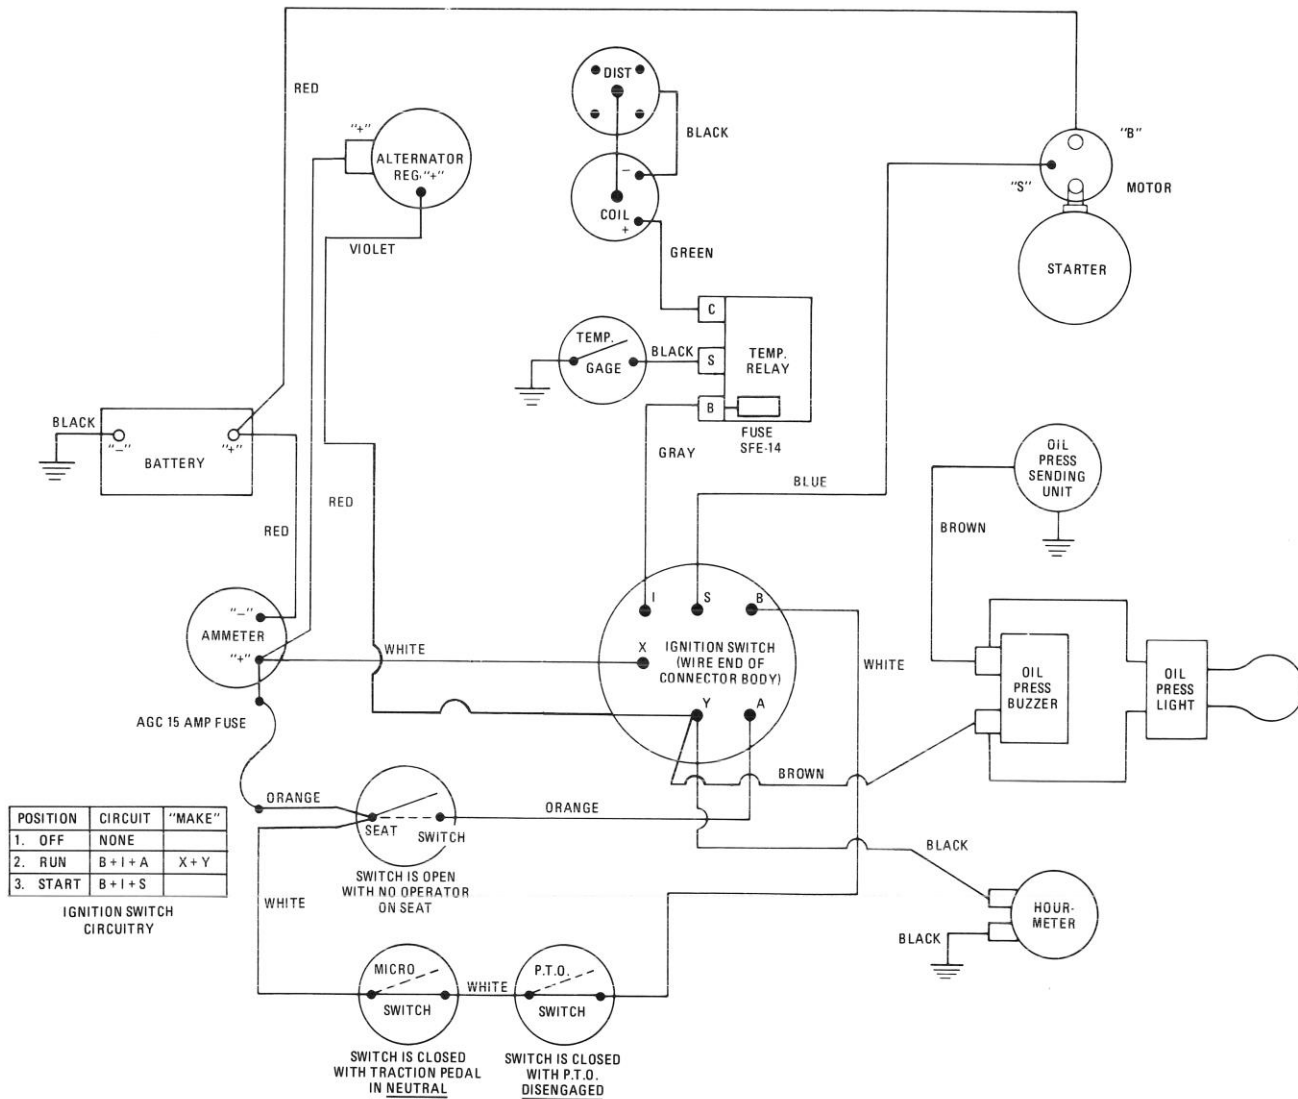 RED
DIST
BLACK
"B"
"S"
MOTOR
STARTER
"+"
ALTERNATOR
REG. "+"
VIOLET
−
COIL
+
GREEN
C
TEMP.
GAGE
BLACK
S
TEMP.
RELAY
B
FUSE
SFE-14
GRAY
BLACK
"−"
"+"
BATTERY
RED
RED
BLUE
OIL
PRESS
SENDING
UNIT
BROWN
"−"
AMMETER
"+"
WHITE
I
S
B
X
IGNITION SWITCH
(WIRE END OF
CONNECTOR BODY)
Y
A
WHITE
OIL
PRESS
BUZZER
OIL
PRESS
LIGHT
AGC 15 AMP FUSE
BROWN
ORANGE
ORANGE
SEAT
SWITCH
SWITCH IS OPEN
WITH NO OPERATOR
ON SEAT
POSITION CIRCUIT "MAKE"
1. OFF NONE
2. RUN B+I+A X+Y
3. START B+I+S
IGNITION SWITCH
CIRCUITRY
WHITE
BLACK
HOUR-
METER
BLACK
MICRO
SWITCH
WHITE
P.T.O.
SWITCH
SWITCH IS CLOSED
WITH TRACTION PEDAL
IN NEUTRAL
SWITCH IS CLOSED
WITH P.T.O.
DISENGAGED